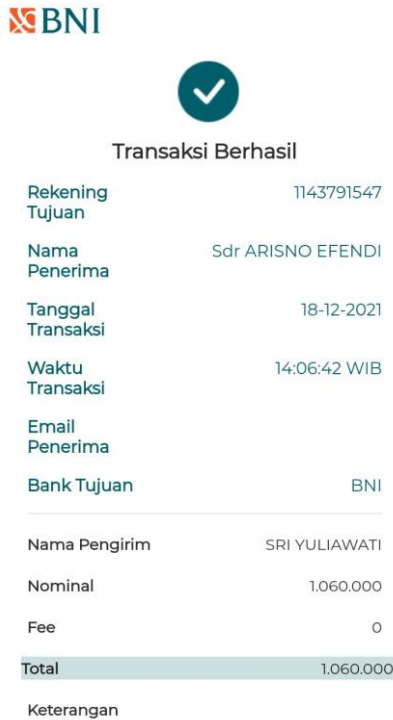 BNI
Transaksi Berhasil
Rekening Tujuan 1143791547
Nama Penerima Sdr ARISNO EFENDI
Tanggal Transaksi 18-12-2021
Waktu Transaksi 14:06:42 WIB
Email Penerima
Bank Tujuan BNI
Nama Pengirim SRI YULIAWATI
Nominal 1.060.000
Fee 0
Total 1.060.000
Keterangan